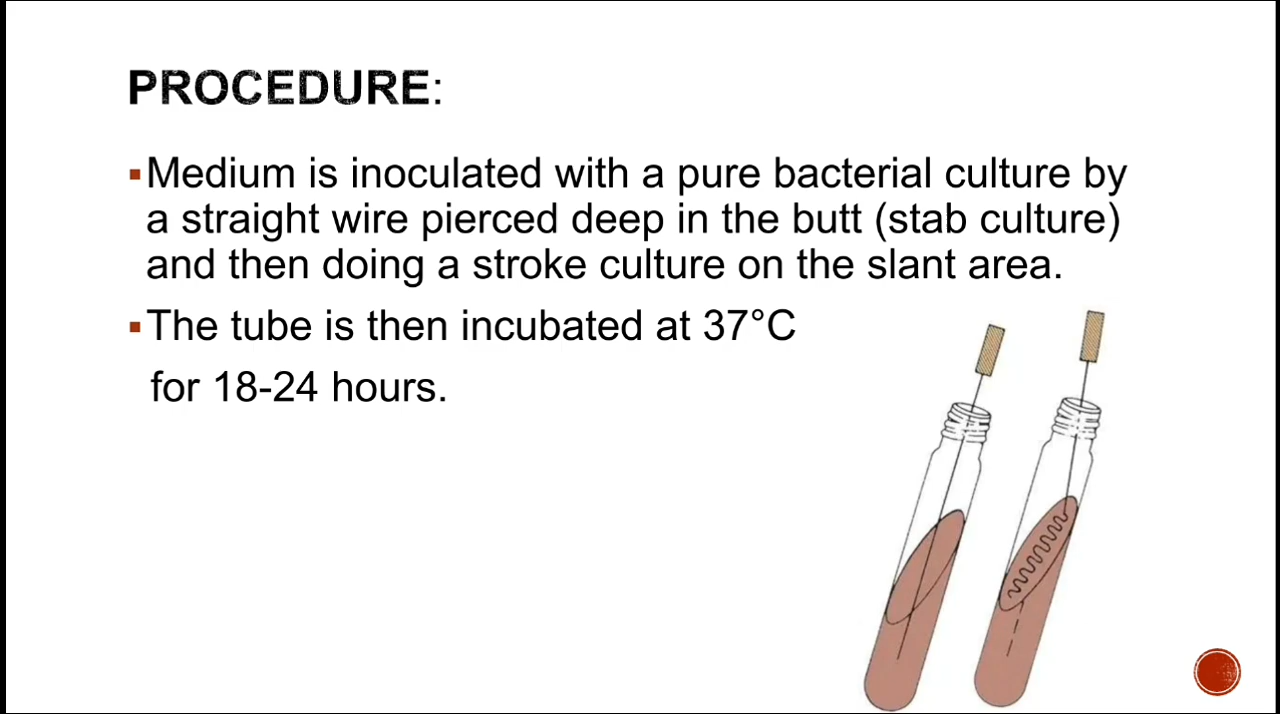 PROCEDURE:
▪Medium is inoculated with a pure bacterial culture by
a straight wire pierced deep in the butt (stab culture)
and then doing a stroke culture on the slant area.
▪The tube is then incubated at 37°C
for 18-24 hours.